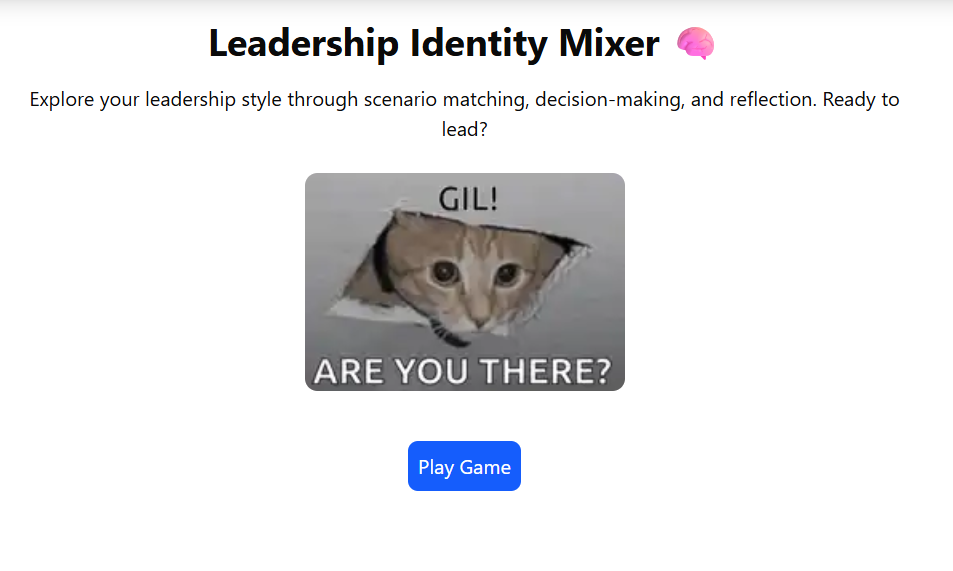 Leadership Identity Mixer 🧠
Explore your leadership style through scenario matching, decision-making, and reflection. Ready to
lead?
GIL!
ARE YOU THERE?
Play Game